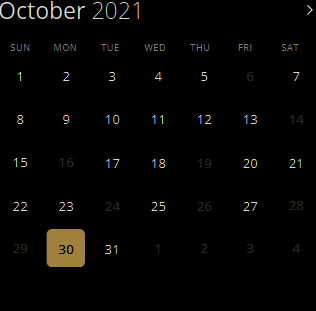 October 2021 >
SUN MON TUE WED THU FRI SAT
1 2 3 4 5 6 7
8 9 10 11 12 13 14
15 16 17 18 19 20 21
22 23 24 25 26 27 28
29 30 31 1 2 3 4